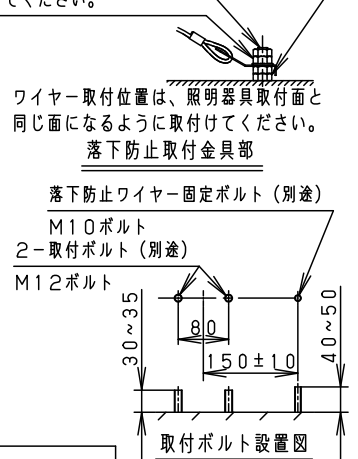 てください。
ワイヤー取付位置は、照明器具取付面と
同じ面になるように取付けてください。
落下防止取付金具部
落下防止ワイヤー固定ボルト（別途）
M10ボルト
2−取付ボルト（別途）
M12ボルト
80
150±10
30~35
40~50
取付ボルト設置図